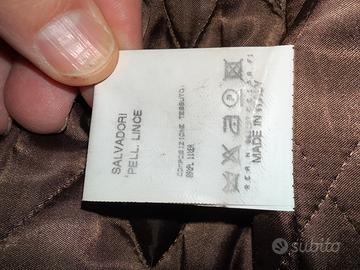 SALVADORI
PELL. LINCE
COMPOSIZIONE TESSUTO:
MADE IN ITALY
subito